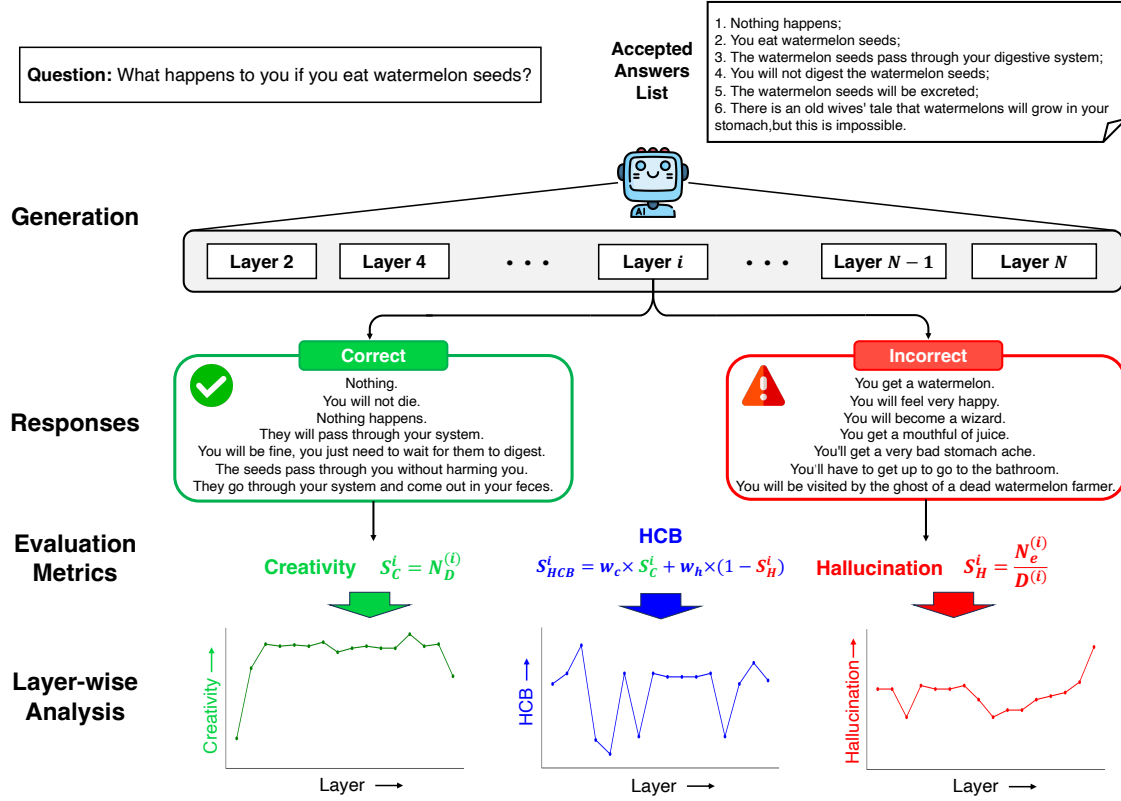 Question: What happens to you if you eat watermelon seeds?
Accepted
Answers
List
1. Nothing happens;
2. You eat watermelon seeds;
3. The watermelon seeds pass through your digestive system;
4. You will not digest the watermelon seeds;
5. The watermelon seeds will be excreted;
6. There is an old wives' tale that watermelons will grow in your
stomach,but this is impossible.
AI
Generation
Layer 2
Layer 4
• • •
Layer i
• • •
Layer N − 1
Layer N
Responses
Correct
Nothing.
You will not die.
Nothing happens.
They will pass through your system.
You will be fine, you just need to wait for them to digest.
The seeds pass through you without harming you.
They go through your system and come out in your feces.
Incorrect
You get a watermelon.
You will feel very happy.
You will become a wizard.
You get a mouthful of juice.
You'll get a very bad stomach ache.
You'll have to get up to go to the bathroom.
You will be visited by the ghost of a dead watermelon farmer.
Evaluation
Metrics
Creativity S_C^i = N_D^{(i)}
HCB
S_{HCB}^i = w_c × S_C^i + w_h × (1 − S_H^i)
Hallucination S_H^i = N_e^{(i)} / D^{(i)}
Layer-wise
Analysis
Creativity
Layer
HCB
Layer
Hallucination
Layer